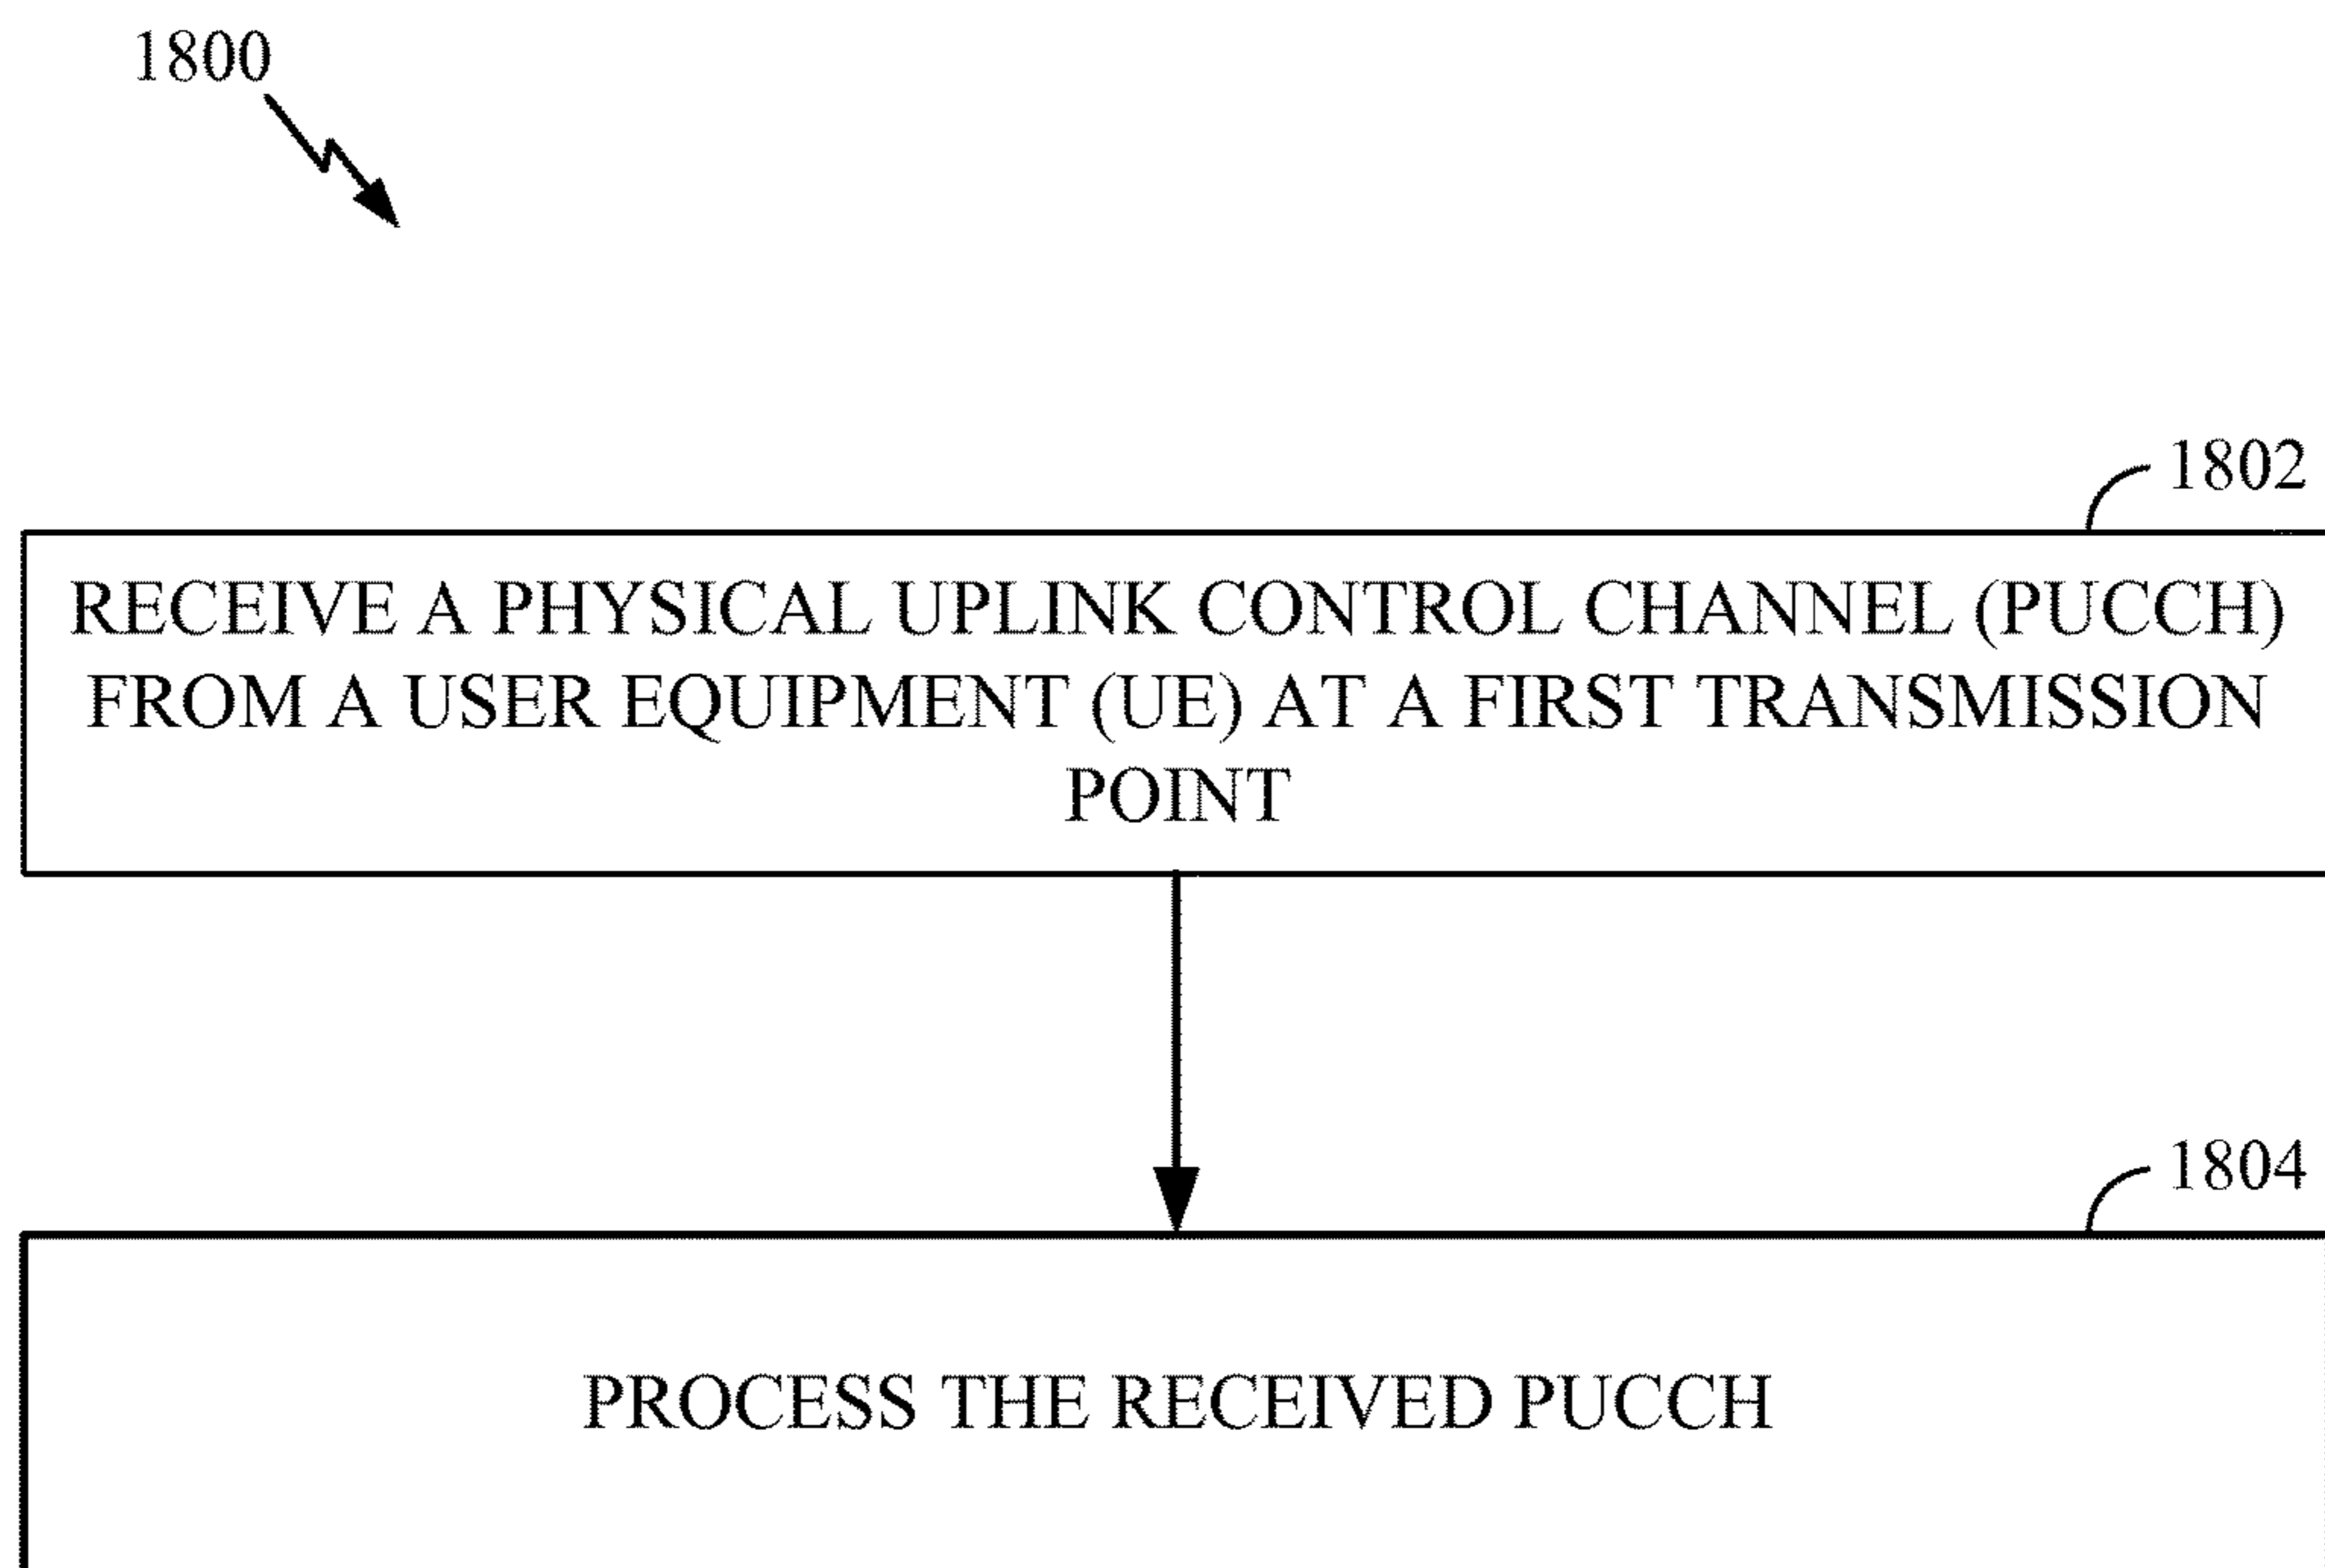 1800
1802
RECEIVE A PHYSICAL UPLINK CONTROL CHANNEL (PUCCH)
FROM A USER EQUIPMENT (UE) AT A FIRST TRANSMISSION
POINT
1804
PROCESS THE RECEIVED PUCCH